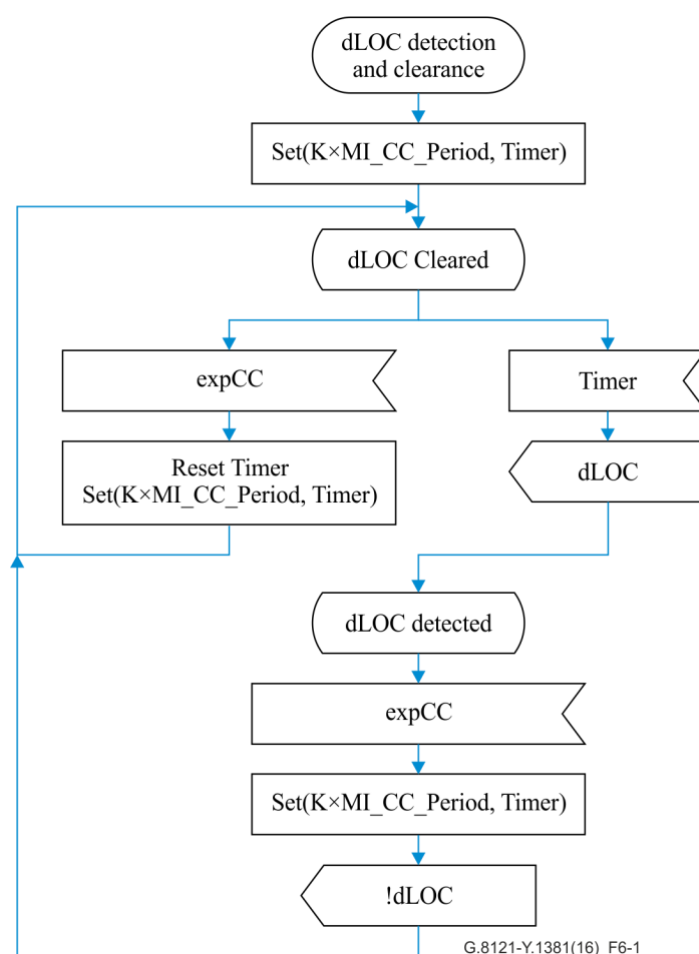 dLOC detection
and clearance
Set(K×MI_CC_Period, Timer)
dLOC Cleared
expCC
Timer
Reset Timer
Set(K×MI_CC_Period, Timer)
dLOC
dLOC detected
expCC
Set(K×MI_CC_Period, Timer)
!dLOC
G.8121-Y.1381(16)_F6-1